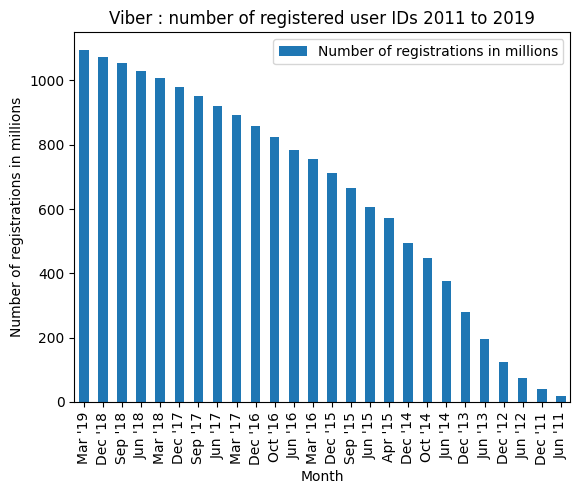 Viber : number of registered user IDs 2011 to 2019
Number of registrations in millions
Number of registrations in millions
1000
800
600
400
200
0
Mar '19
Dec '18
Sep '18
Jun '18
Mar '18
Dec '17
Sep '17
Jun '17
Mar '17
Dec '16
Oct '16
Jun '16
Mar '16
Dec '15
Sep '15
Jun '15
Apr '15
Dec '14
Oct '14
Jun '14
Dec '13
Jun '13
Dec '12
Jun '12
Dec '11
Jun '11
Month